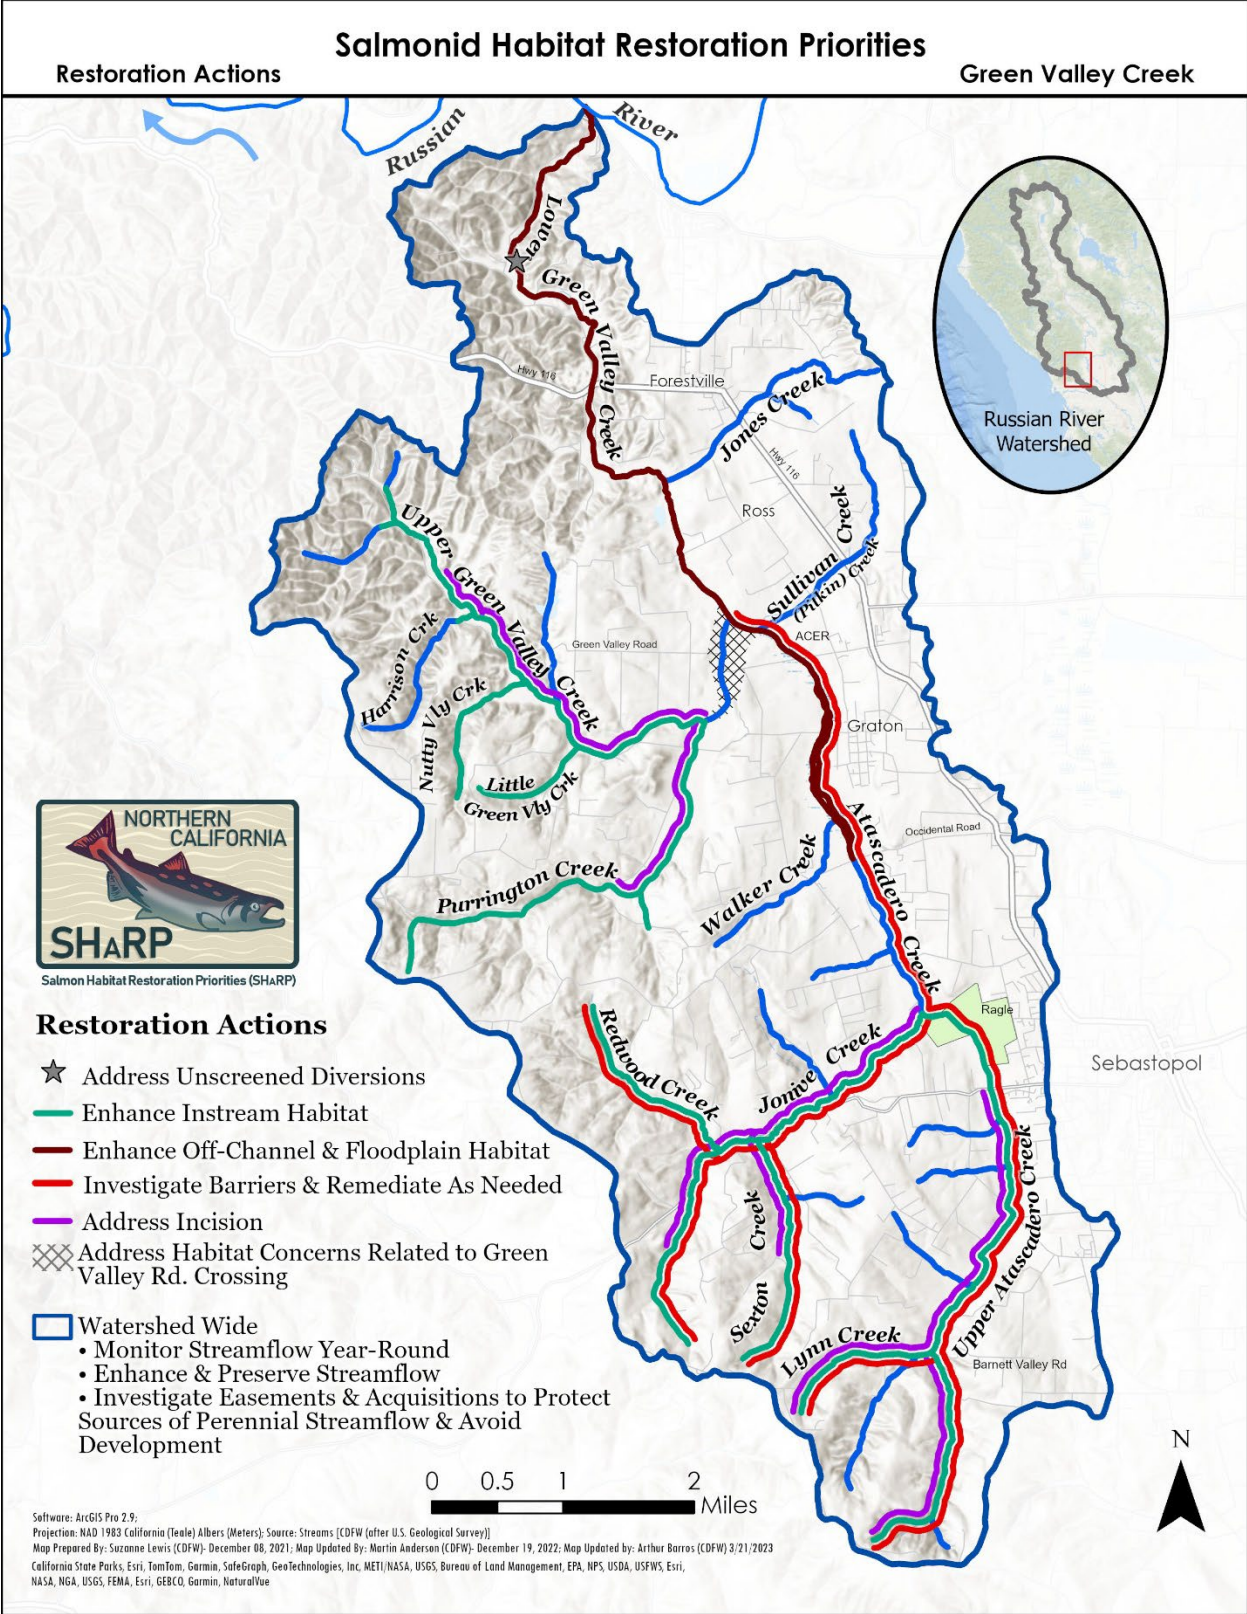 Salmonid Habitat Restoration Priorities
Restoration Actions
Green Valley Creek
Russian
River
Lower
Green Valley Creek
Hwy 116
Forestville
Jones Creek
Hwy 116
Russian River
Watershed
Ross
Sullivan Creek
(Pitkin) Creek
Upper Green Valley Creek
Green Valley Road
ACER
Harrison Crk
Nutty Vly Crk
Graton
Little
Green Vly Crk
Atascadero Creek
Occidental Road
Purrington Creek
Walker Creek
NORTHERN
CALIFORNIA
SHaRP
Salmon Habitat Restoration Priorities (SHaRP)
Ragle
Redwood Creek
Jonive Creek
Sebastopol
Restoration Actions
Address Unscreened Diversions
Enhance Instream Habitat
Enhance Off-Channel & Floodplain Habitat
Investigate Barriers & Remediate As Needed
Address Incision
Address Habitat Concerns Related to Green
Valley Rd. Crossing
Watershed Wide
• Monitor Streamflow Year-Round
• Enhance & Preserve Streamflow
• Investigate Easements & Acquisitions to Protect
Sources of Perennial Streamflow & Avoid
Development
Sexton Creek
Upper Atascadero Creek
Lynn Creek
Barnett Valley Rd
N
0 0.5 1 2
Miles
Software: ArcGIS Pro 2.9;
Projection: NAD 1983 California (Teale) Albers (Meters); Source: Streams [CDFW (after U.S. Geological Survey)]
Map Prepared By: Suzanne Lewis (CDFW)- December 08, 2021; Map Updated By: Martin Anderson (CDFW)- December 19, 2022; Map Updated by: Arthur Barros (CDFW) 3/21/2023
California State Parks, Esri, TomTom, Garmin, SafeGraph, GeoTechnologies, Inc, METI/NASA, USGS, Bureau of Land Management, EPA, NPS, USDA, USFWS, Esri,
NASA, NGA, USGS, FEMA, Esri, GEBCO, Garmin, NaturalVue